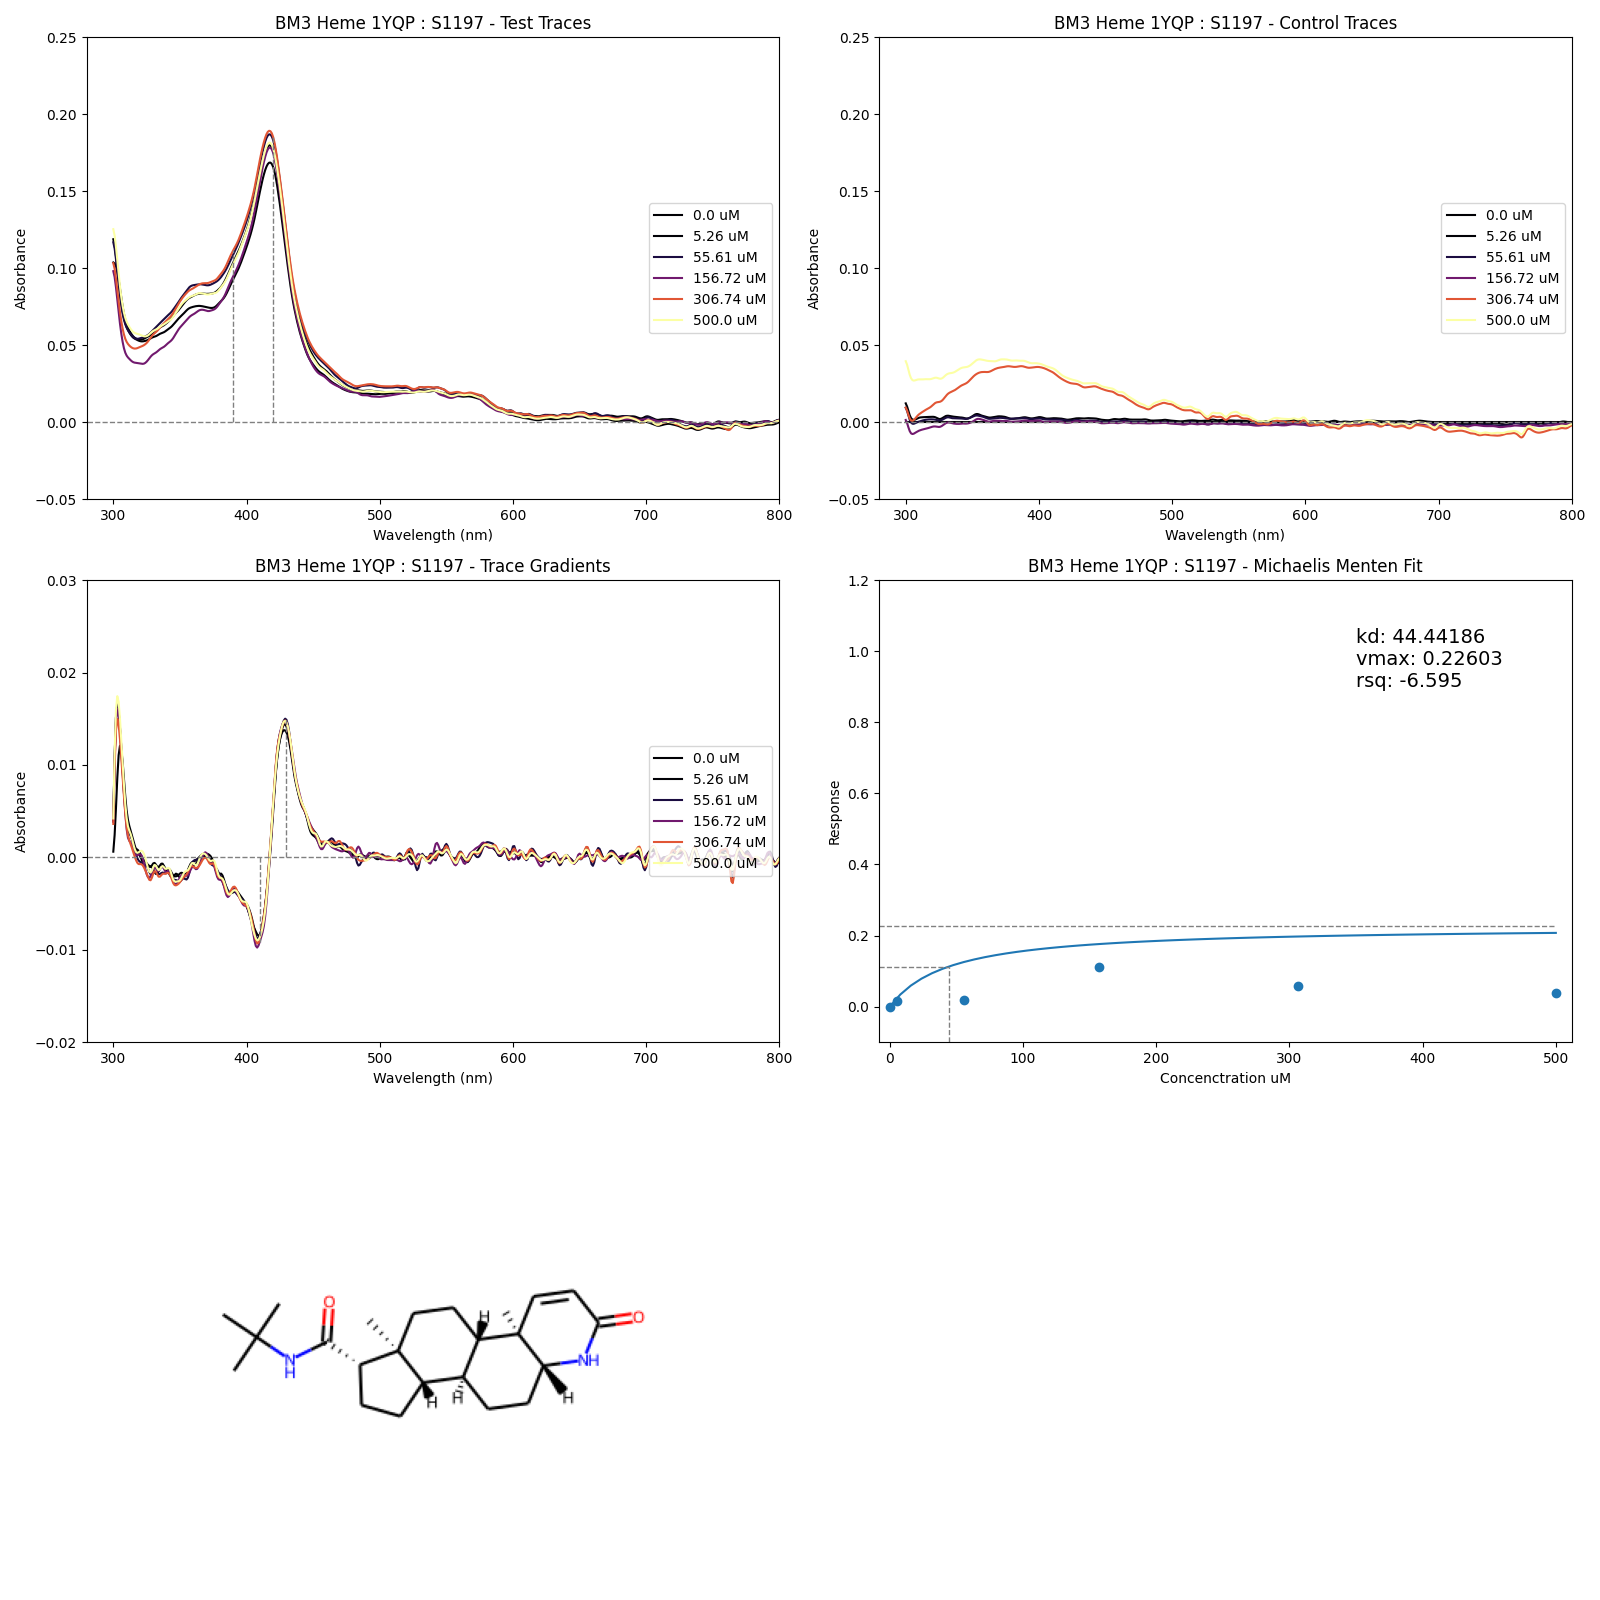 BM3 Heme 1YQP : S1197 - Test Traces
0.25
0.20
0.15
0.10
0.05
0.00
−0.05
Absorbance
300
400
500
600
700
800
Wavelength (nm)
0.0 uM
5.26 uM
55.61 uM
156.72 uM
306.74 uM
500.0 uM
BM3 Heme 1YQP : S1197 - Control Traces
0.25
0.20
0.15
0.10
0.05
0.00
−0.05
Absorbance
300
400
500
600
700
800
Wavelength (nm)
0.0 uM
5.26 uM
55.61 uM
156.72 uM
306.74 uM
500.0 uM
BM3 Heme 1YQP : S1197 - Trace Gradients
0.03
0.02
0.01
0.00
−0.01
−0.02
Absorbance
300
400
500
600
700
800
Wavelength (nm)
0.0 uM
5.26 uM
55.61 uM
156.72 uM
306.74 uM
500.0 uM
BM3 Heme 1YQP : S1197 - Michaelis Menten Fit
1.2
1.0
0.8
0.6
0.4
0.2
0.0
Response
kd: 44.44186
vmax: 0.22603
rsq: -6.595
0
100
200
300
400
500
Concenctration uM
O
NH
H
O
NH
H
H
H